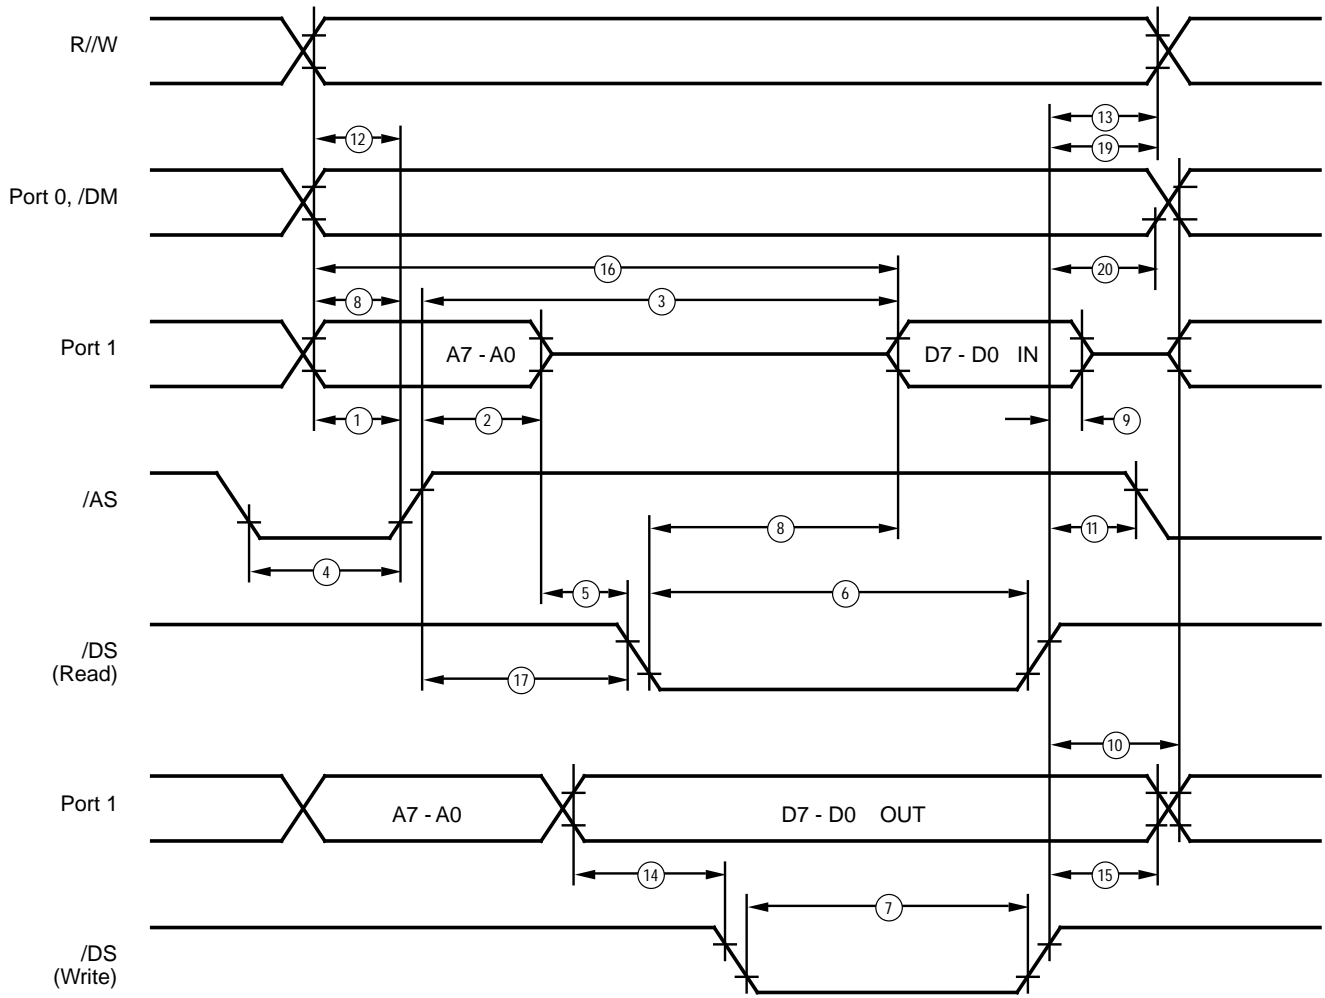 R//W
13
12
19
Port 0, /DM
16
20
8
3
Port 1
A7 - A0
D7 - D0 IN
1
2
9
/AS
8
11
4
5
6
/DS
(Read)
17
10
Port 1
A7 - A0
D7 - D0 OUT
14
15
7
/DS
(Write)